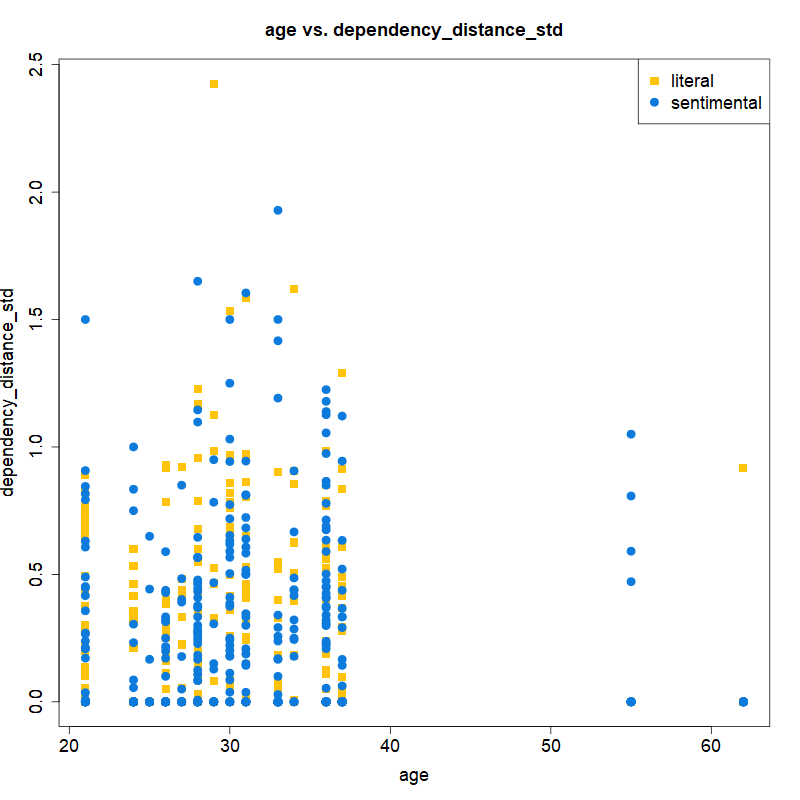 age vs. dependency_distance_std
literal
sentimental
dependency_distance_std
2.5
2.0
1.5
1.0
0.5
0.0
20 30 40 50 60
age